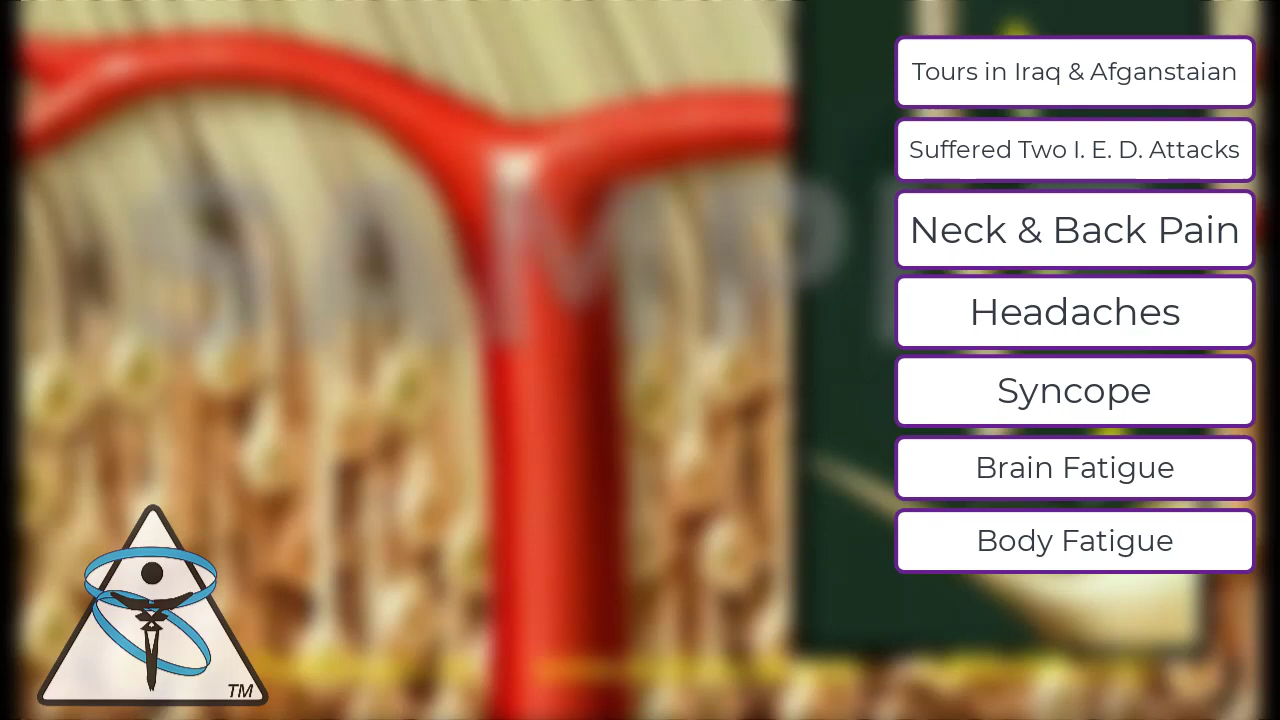 Tours in Iraq & Afganstaian
Suffered Two I. E. D. Attacks
Neck & Back Pain
Headaches
Syncope
Brain Fatigue
Body Fatigue
TM